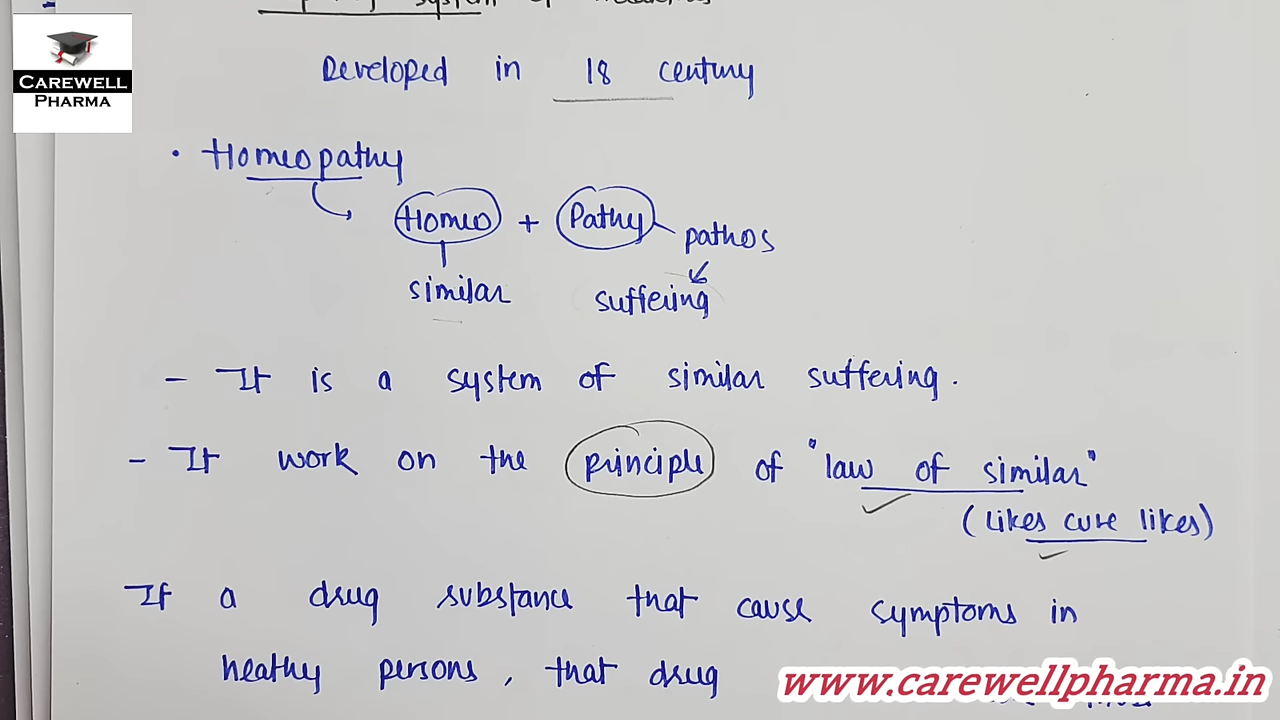 system of
CAREWELL
PHARMA
Developed in 18 century
• Homeopathy
Homeo + Pathy pathos
similar suffering
- It is a system of similar suffering.
- It work on the principle of "law of similar"
(likes cure likes)
If a drug substance that cause symptoms in
heathy persons, that drug
www.carewellpharma.in